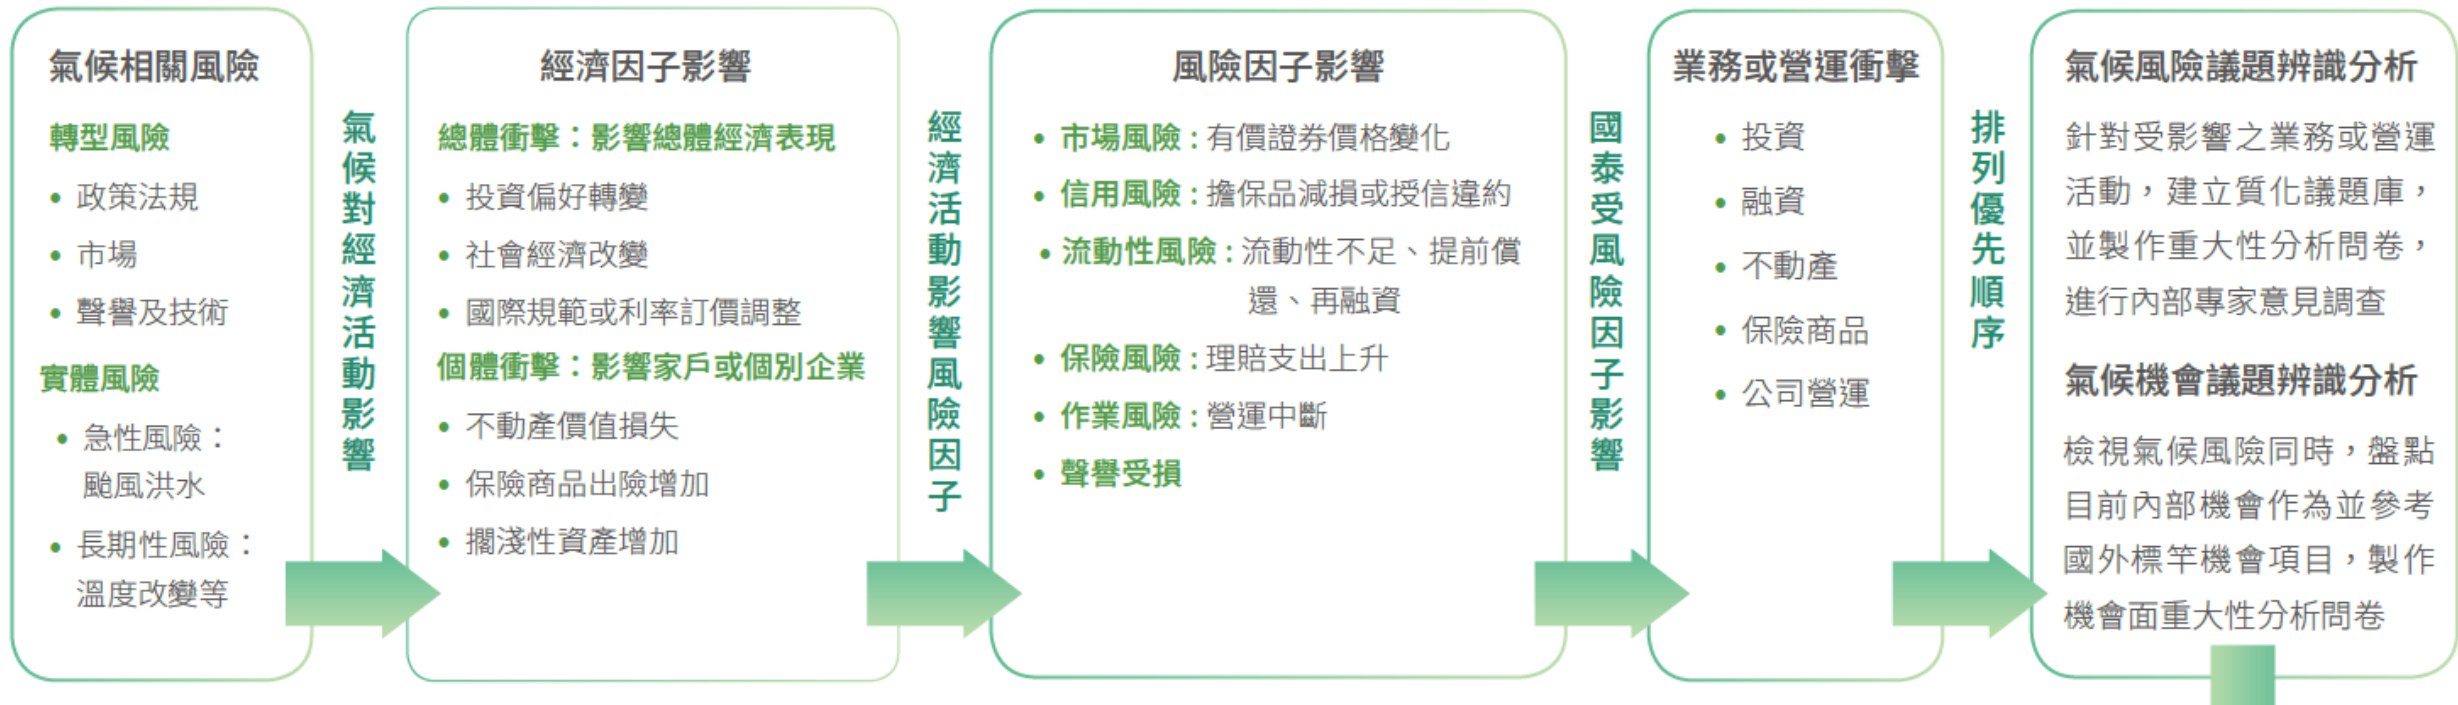 氣候相關風險
轉型風險
• 政策法規
• 市場
• 聲譽及技術
實體風險
• 急性風險：
颱風洪水
• 長期性風險：
溫度改變等
氣候對經濟活動影響
經濟因子影響
總體衝擊：影響總體經濟表現
• 投資偏好轉變
• 社會經濟改變
• 國際規範或利率訂價調整
個體衝擊：影響家戶或個別企業
• 不動產價值損失
• 保險商品出險增加
• 擱淺性資產增加
經濟活動影響風險因子
風險因子影響
• 市場風險 : 有價證券價格變化
• 信用風險 : 擔保品減損或授信違約
• 流動性風險 : 流動性不足、提前償
還、再融資
• 保險風險 : 理賠支出上升
• 作業風險 : 營運中斷
• 聲譽受損
國泰受風險因子影響
業務或營運衝擊
• 投資
• 融資
• 不動產
• 保險商品
• 公司營運
排列優先順序
氣候風險議題辨識分析
針對受影響之業務或營運
活動，建立質化議題庫，
並製作重大性分析問卷，
進行內部專家意見調查
氣候機會議題辨識分析
檢視氣候風險同時，盤點
目前內部機會作為並參考
國外標竿機會項目，製作
機會面重大性分析問卷